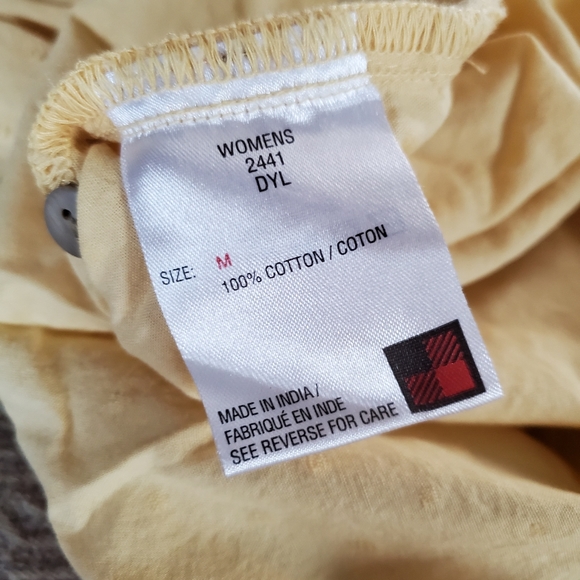 WOMENS
2441
DYL
SIZE: M
100% COTTON / COTON
MADE IN INDIA /
FABRIQUÉ EN INDE
SEE REVERSE FOR CARE